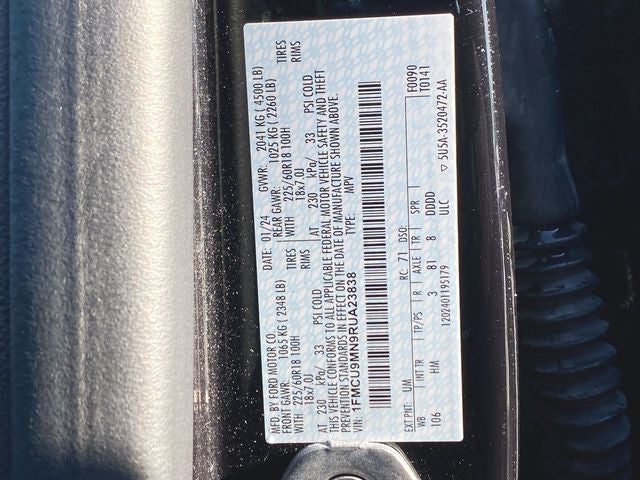 MFD. BY FORD MOTOR CO.
DATE: 01/24 GVWR: 2041 KG ( 4500 LB)
FRONT GAWR: 1065 KG ( 2348 LB) REAR GAWR: 1025 KG ( 2260 LB)
WITH 225/60R18 100H TIRES WITH 225/60R18 100H TIRES
18x7.0J RIMS 18x7.0J RIMS
AT 230 kPa/ 33 PSI COLD AT 230 kPa/ 33 PSI COLD
THIS VEHICLE CONFORMS TO ALL APPLICABLE FEDERAL MOTOR VEHICLE SAFETY AND THEFT
PREVENTION STANDARDS IN EFFECT ON THE DATE OF MANUFACTURE SHOWN ABOVE.
VIN: 1FMCU9MN9RUA23838 TYPE: MPV
EXT PNT: UM RC: 71 DSO: F0090
WB INT TR TP/PS R AXLE TR SPR T0141
106 HM 3 81 8 DDDD
1202401195179 ULC 5U5A-3520472-AA